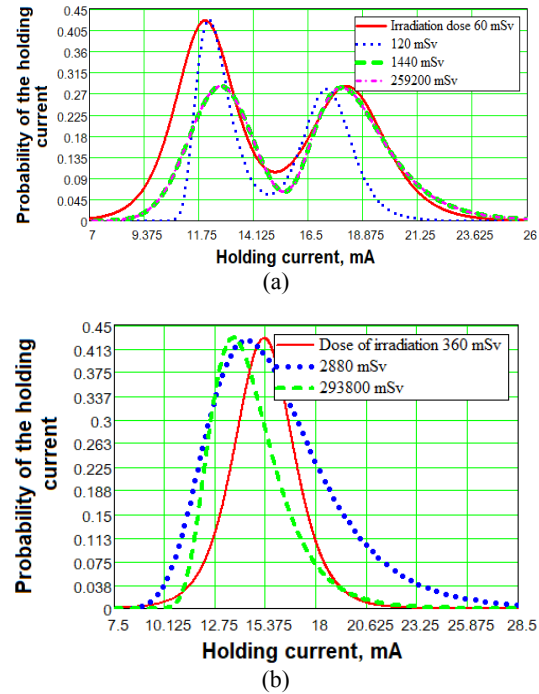 0.45
0.405
0.36
0.315
0.27
0.225
0.18
0.135
0.09
0.045
0
Probability of the holding
current
Irradiation dose 60 mSv
120 mSv
1440 mSv
259200 mSv
7 9.375 11.75 14.125 16.5 18.875 21.25 23.625 26
Holding current, mA
(a)
0.45
0.413
0.375
0.337
0.3
0.263
0.225
0.188
0.15
0.113
0.075
0.038
0
Probability of the holding
current
Dose of irradiation 360 mSv
2880 mSv
293800 mSv
7.5 10.125 12.75 15.375 18 20.625 23.25 25.875 28.5
Holding current, mA
(b)